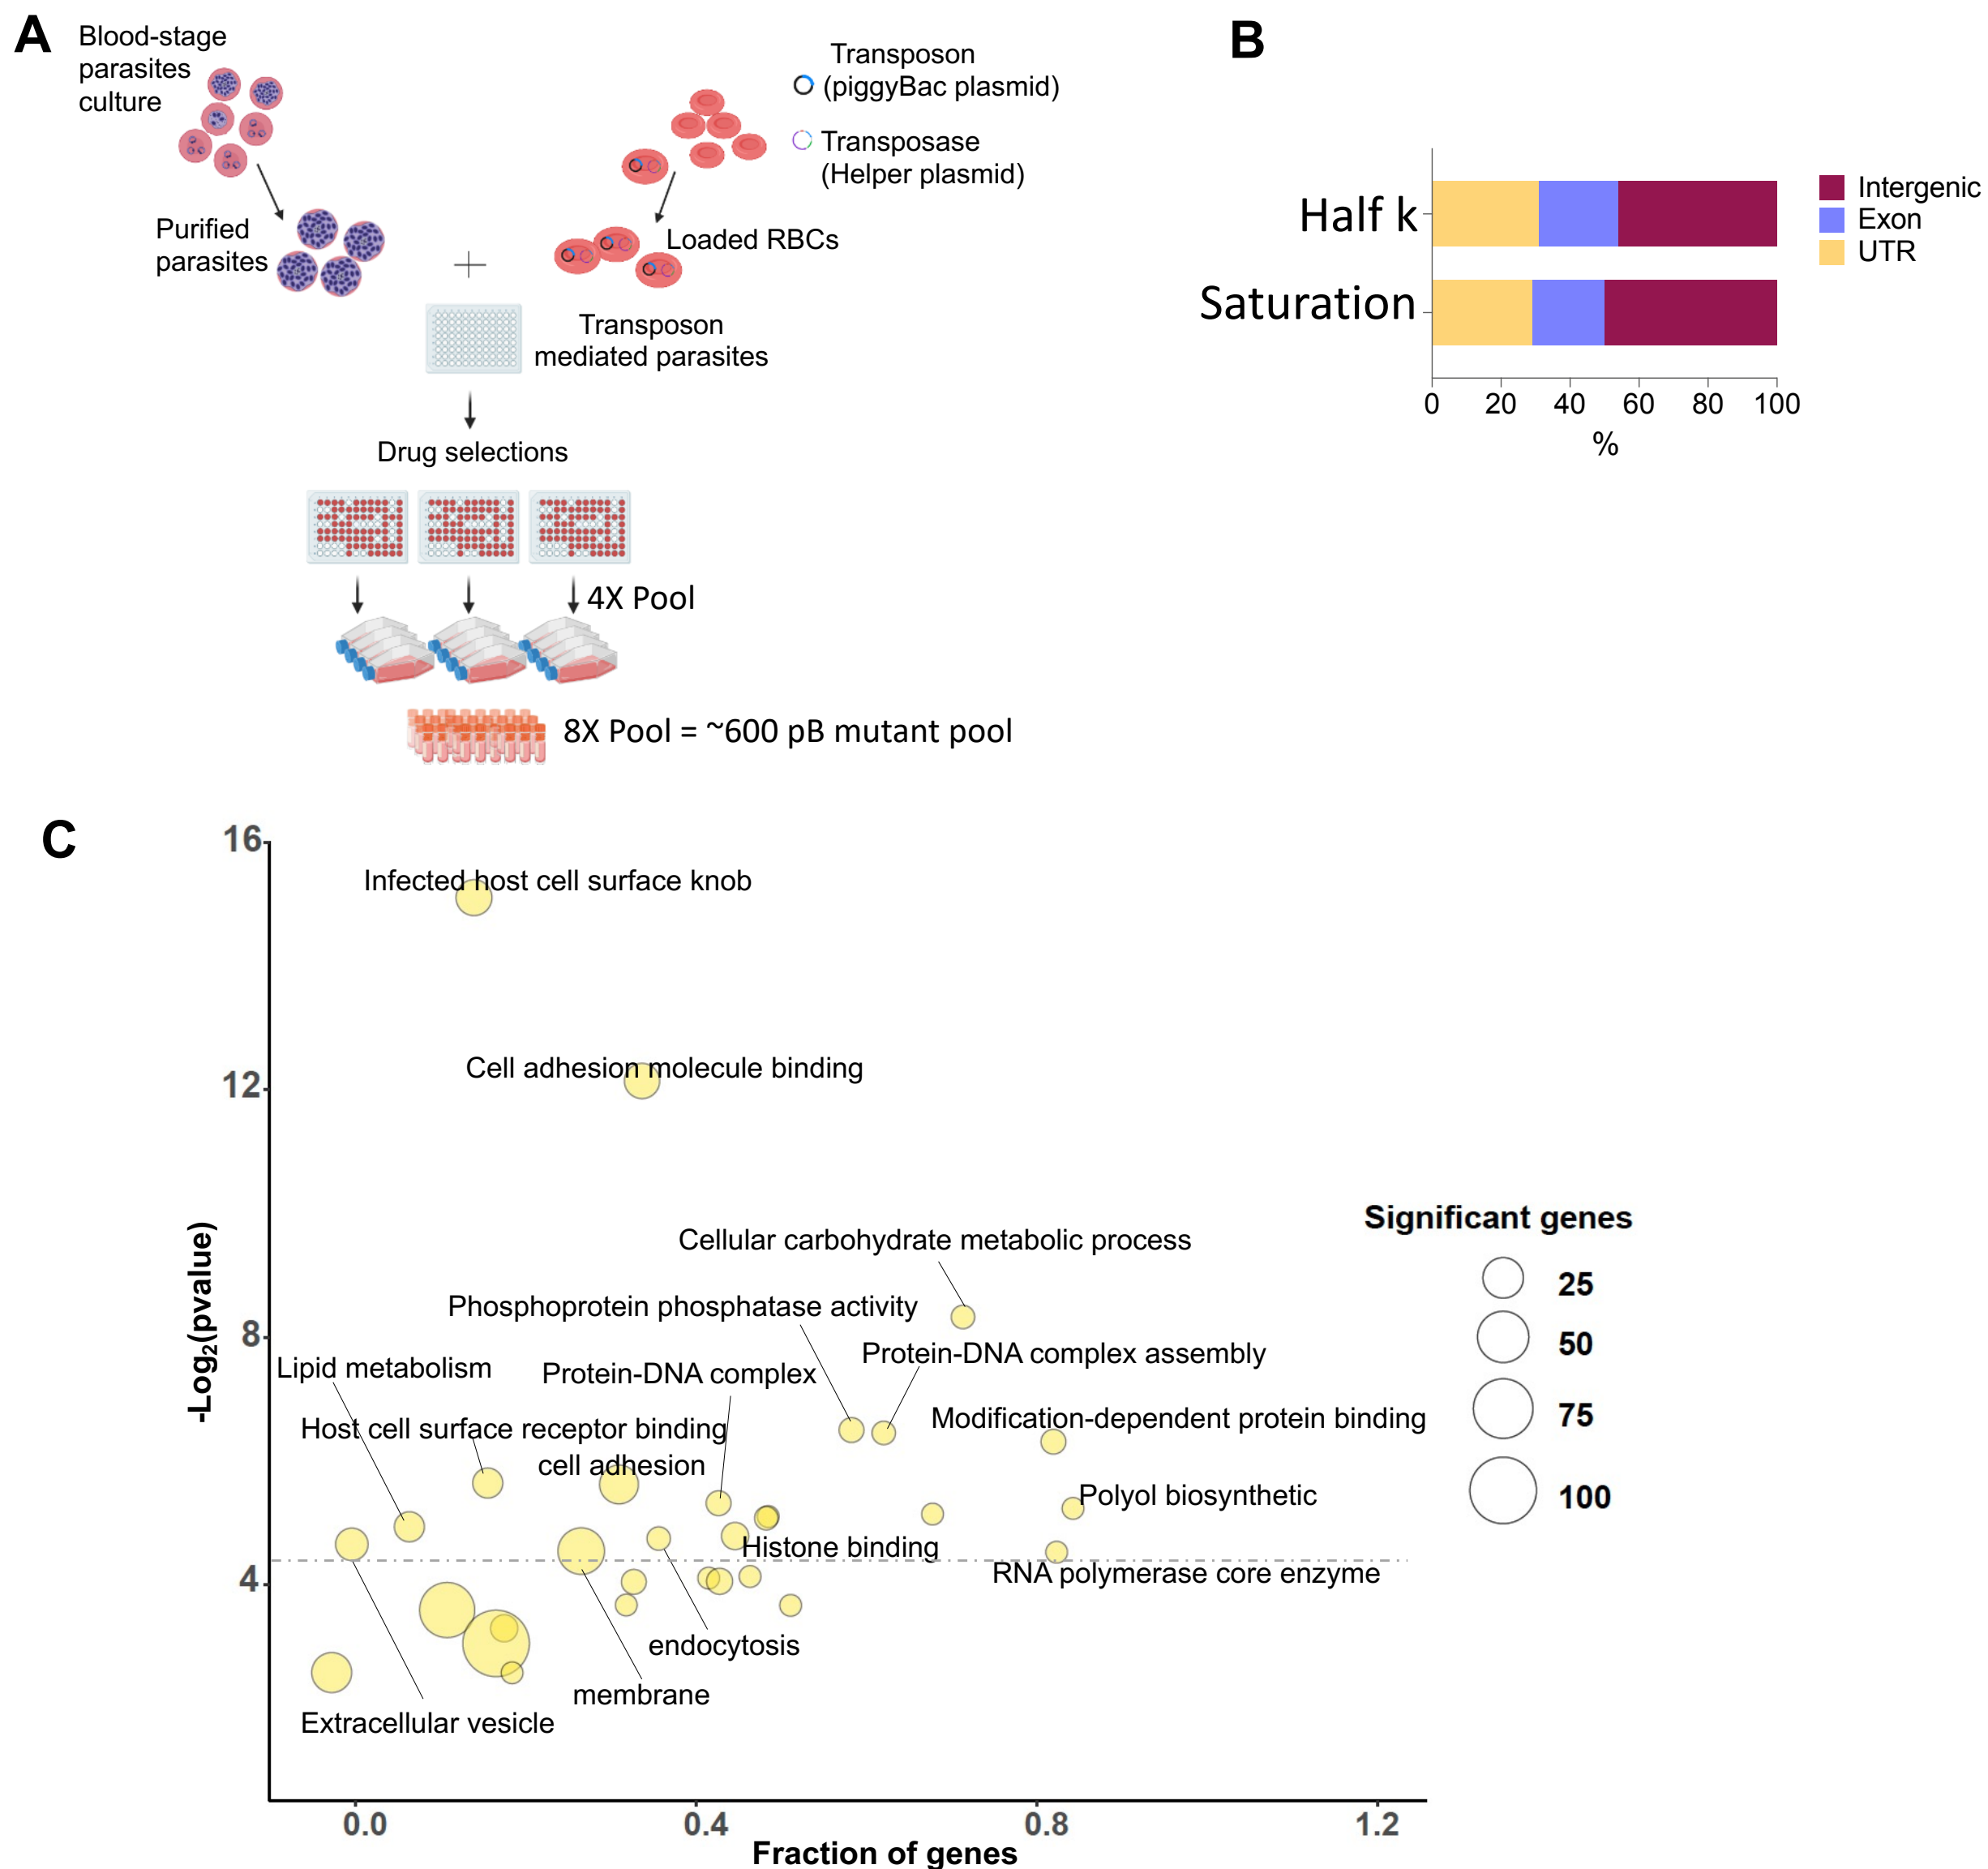 A
Blood-stage
parasites
culture
Transposon
(piggyBac plasmid)
Transposase
(Helper plasmid)
Purified
parasites
Loaded RBCs
Transposon
mediated parasites
Drug selections
4X Pool
8X Pool = ~600 pB mutant pool
B
Half k
Saturation
0 20 40 60 80 100
%
Intergenic
Exon
UTR
C
16
12
8
4
-Log2(pvalue)
Infected host cell surface knob
Cell adhesion molecule binding
Cellular carbohydrate metabolic process
Phosphoprotein phosphatase activity
Protein-DNA complex assembly
Lipid metabolism
Protein-DNA complex
Modification-dependent protein binding
Host cell surface receptor binding
cell adhesion
Polyol biosynthetic
Histone binding
RNA polymerase core enzyme
endocytosis
membrane
Extracellular vesicle
0.0 0.4 0.8 1.2
Fraction of genes
Significant genes
25
50
75
100